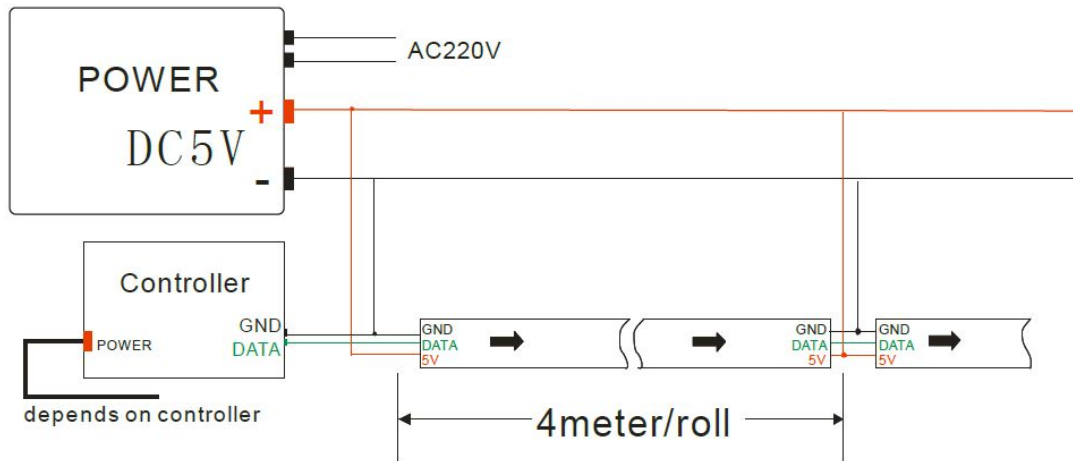 AC220V
POWER
+
DC5V
-
Controller
GND
DATA
POWER
depends on controller
GND
DATA
5V
GND
DATA
5V
GND
DATA
5V
4meter/roll